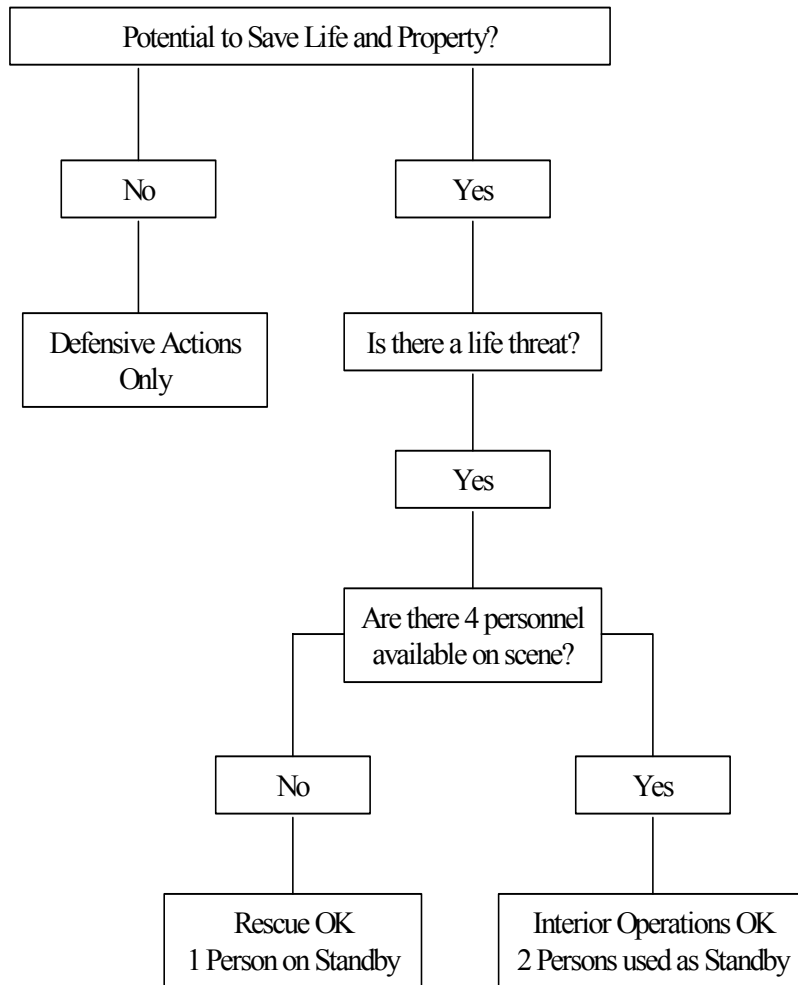 Potential to Save Life and Property?
No
Yes
Defensive Actions
Only
Is there a life threat?
Yes
Are there 4 personnel
available on scene?
No
Yes
Rescue OK
1 Person on Standby
Interior Operations OK
2 Persons used as Standby